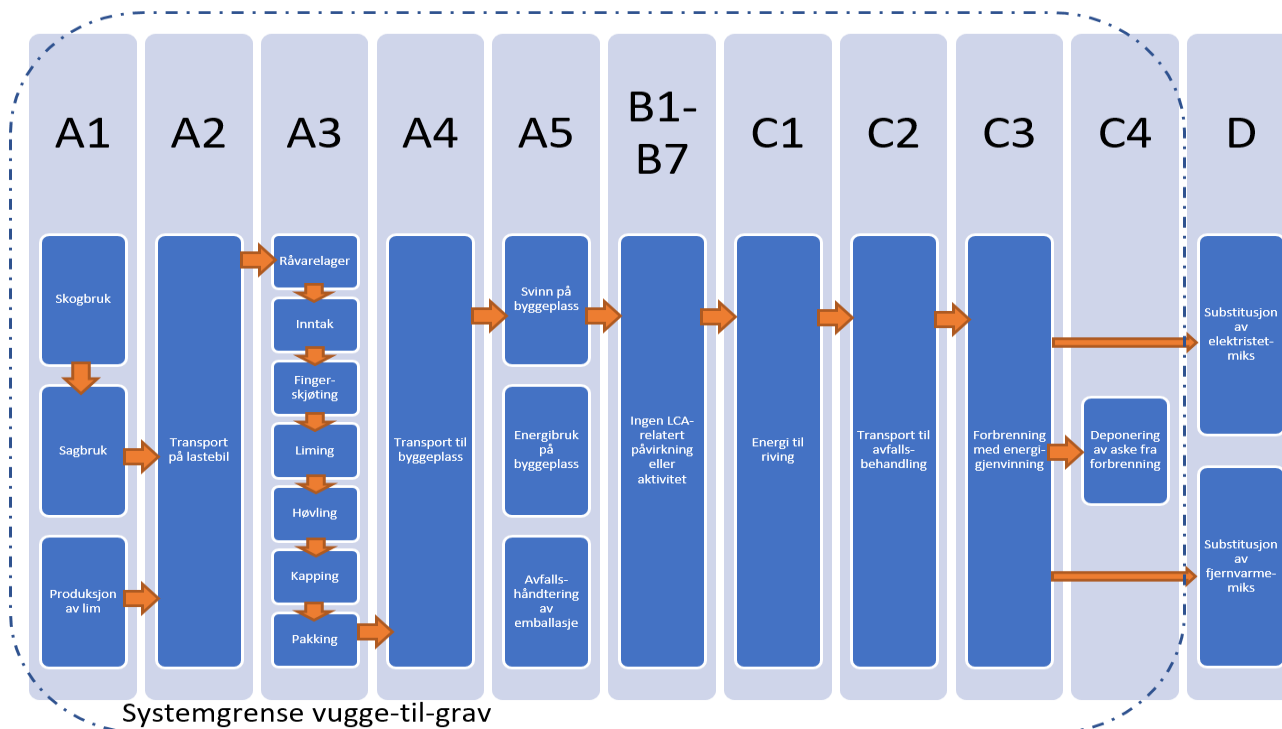 A1
A2
A3
A4
A5
B1-
B7
C1
C2
C3
C4
D
Skogbruk
Sagbruk
Produksjon
av lim
Transport
på lastebil
Råvarelager
Inntak
Finger-
skjøting
Liming
Høvling
Kapping
Pakking
Transport til
byggeplass
Svinn på
byggeplass
Energibruk
på
byggeplass
Avfalls-
håndtering
av
emballasje
Ingen LCA-
relatert
påvirkning
eller
aktivitet
Energi til
riving
Transport til
avfalls-
behandling
Forbrenning
med energi-
gjenvinning
Deponering
av aske fra
forbrenning
Substitusjon
av
elektristet-
miks
Substitusjon
av
fjernvarme-
miks
Systemgrense vugge-til-grav